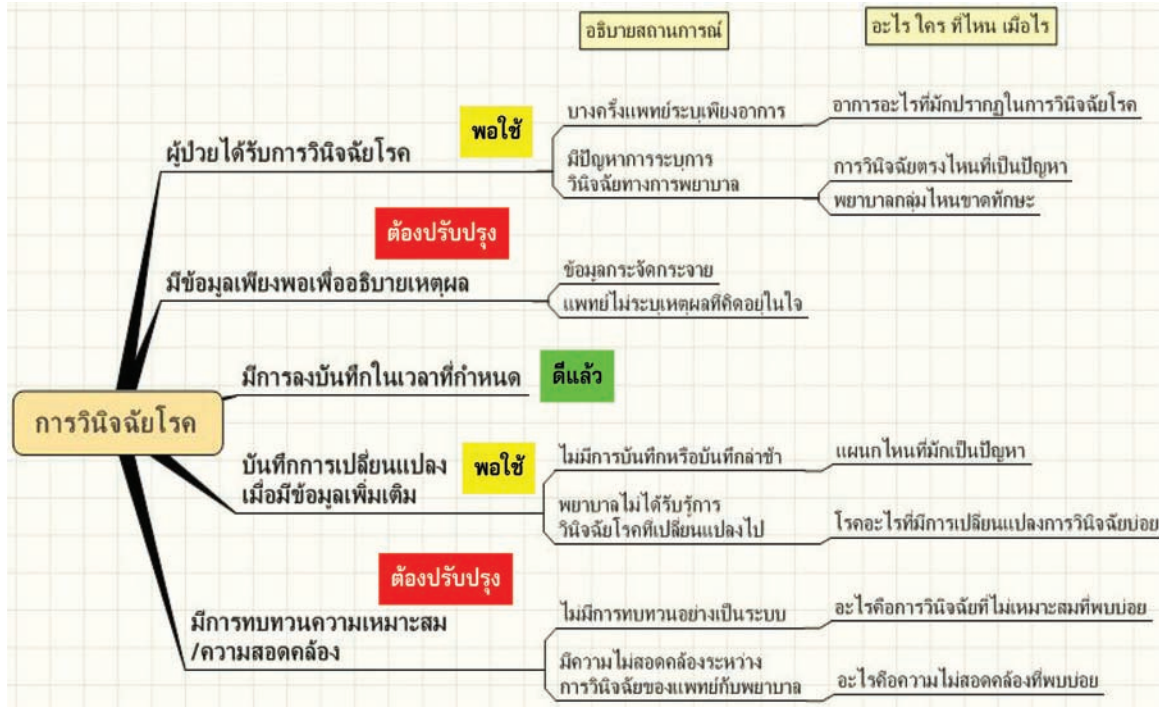 อธิบายสถานการณ์
อะไร ใคร ที่ไหน เมื่อไร
การวินิจฉัยโรค
ผู้ป่วยได้รับการวินิจฉัยโรค
พอใช้
บางครั้งแพทย์ระบุเพียงอาการ
อาการอะไรที่มักปรากฏในการวินิจฉัยโรค
มีปัญหาการระบุการ
วินิจฉัยทางการพยาบาล
การวินิจฉัยตรงไหนที่เป็นปัญหา
พยาบาลกลุ่มไหนขาดทักษะ
ต้องปรับปรุง
มีข้อมูลเพียงพอเพื่ออธิบายเหตุผล
ข้อมูลกระจัดกระจาย
แพทย์ไม่ระบุเหตุผลที่คิดอยู่ในใจ
มีการลงบันทึกในเวลาที่กำหนด
ดีแล้ว
บันทึกการเปลี่ยนแปลง
เมื่อมีข้อมูลเพิ่มเติม
พอใช้
ไม่มีการบันทึกหรือบันทึกล่าช้า
แผนกไหนที่มักเป็นปัญหา
พยาบาลไม่ได้รับรู้การ
วินิจฉัยโรคที่เปลี่ยนแปลงไป
โรคอะไรที่มีการเปลี่ยนแปลงการวินิจฉัยบ่อย
ต้องปรับปรุง
มีการทบทวนความเหมาะสม
/ความสอดคล้อง
ไม่มีการทบทวนอย่างเป็นระบบ
อะไรคือการวินิจฉัยที่ไม่เหมาะสมที่พบบ่อย
มีความไม่สอดคล้องระหว่าง
การวินิจฉัยของแพทย์กับพยาบาล
อะไรคือความไม่สอดคล้องที่พบบ่อย